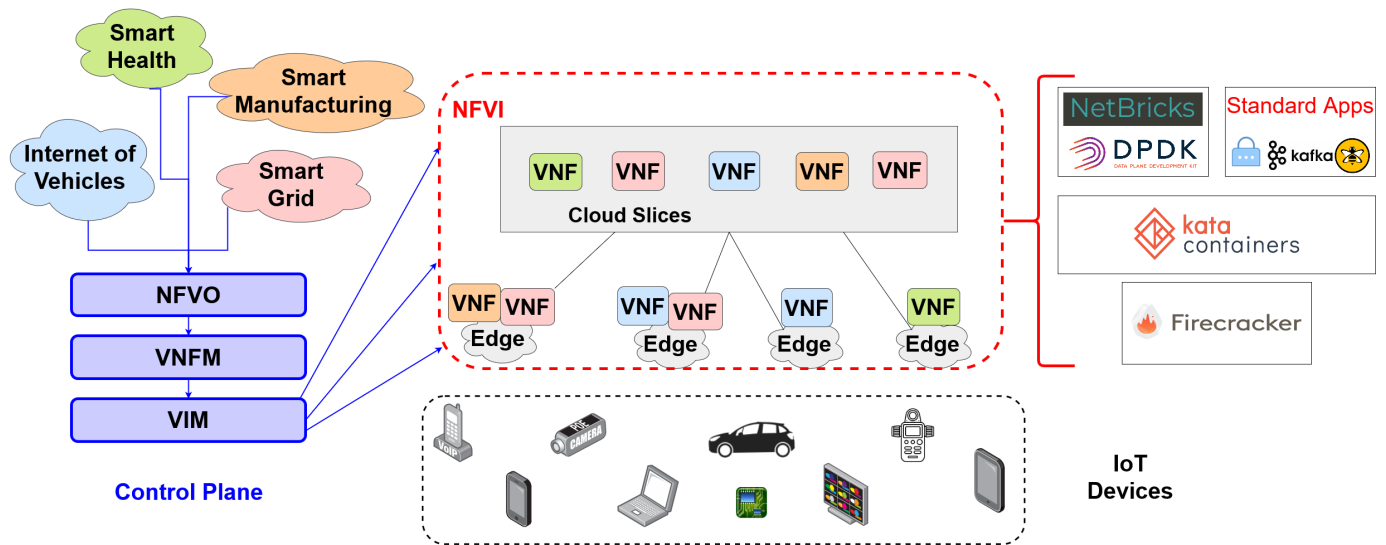 Smart
Health
Smart
Manufacturing
Internet of
Vehicles
Smart
Grid
NFVO
VNFM
VIM
Control Plane
NFVI
VNF
VNF
VNF
VNF
VNF
Cloud Slices
VNF
VNF
Edge
VNF
VNF
Edge
VNF
Edge
VNF
Edge
NetBricks
DPDK
DATA PLANE DEVELOPMENT KIT
Standard Apps
kafka
kata
containers
Firecracker
VoIP
POE
CAMERA
IoT
Devices